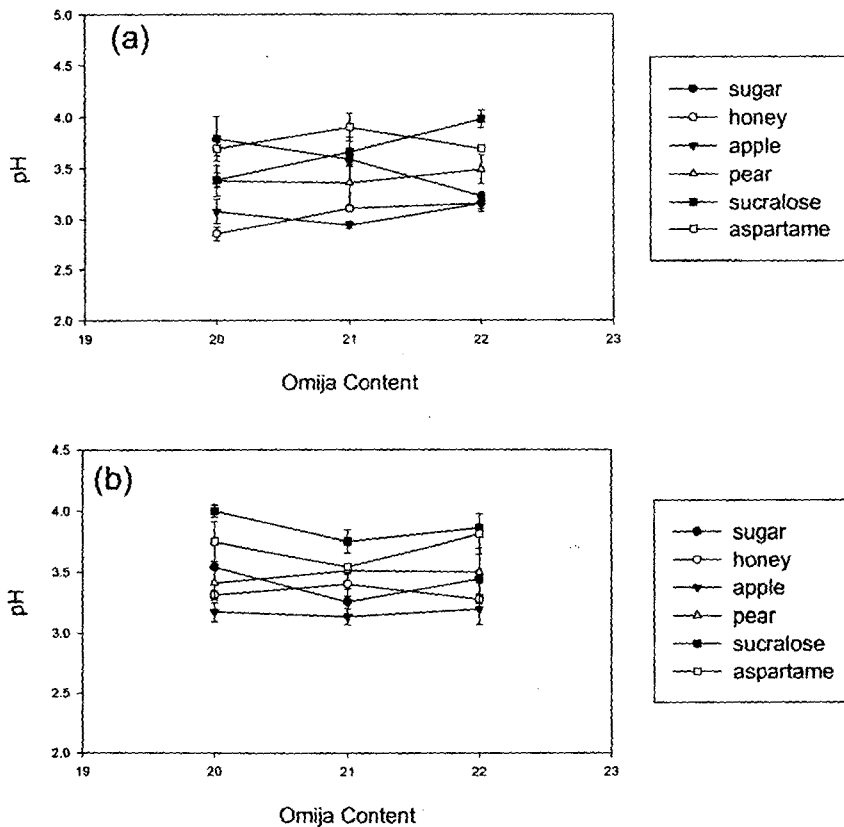 (a)
5.0
4.5
4.0
3.5
3.0
2.5
2.0
pH
19 20 21 22 23
Omija Content
sugar
honey
apple
pear
sucralose
aspartame
(b)
4.5
4.0
3.5
3.0
2.0
pH
19 20 21 22 23
Omija Content
sugar
honey
apple
pear
sucralose
aspartame